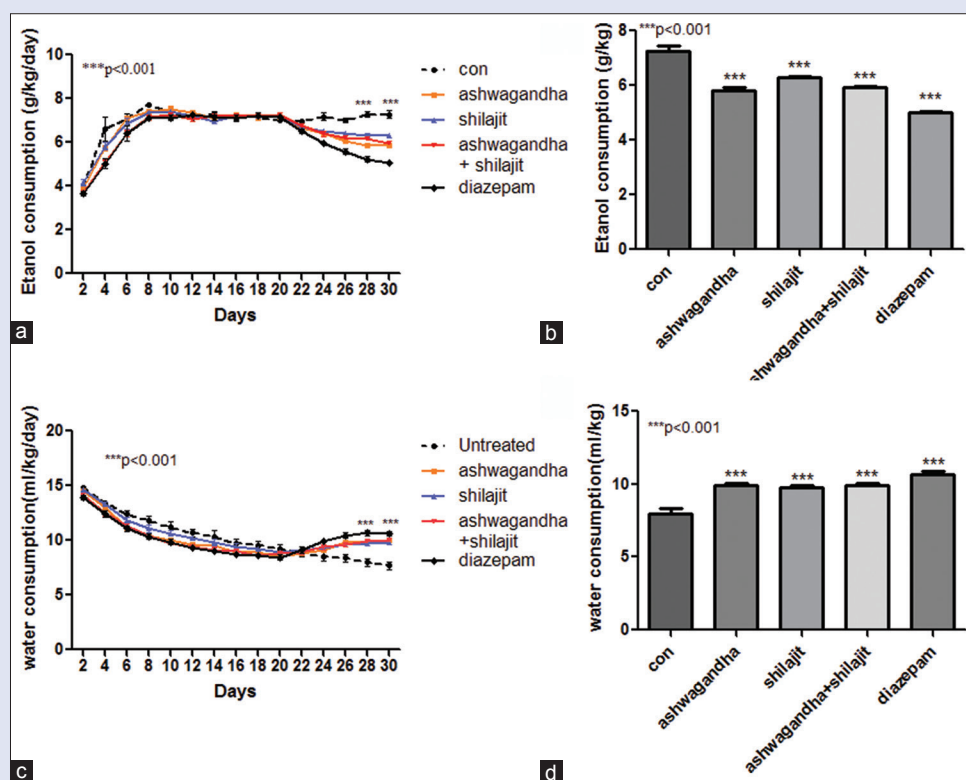 10
8
6
4
2
0
Etanol consumption (g/kg/day)
***p<0.001
*** ***
2 4 6 8 10 12 14 16 18 20 22 24 26 28 30
Days
con
ashwagandha
shilajit
ashwagandha
+ shilajit
diazepam
a
8
6
4
2
0
Etanol consumption (g/kg)
***p<0.001
***
***
***
***
con
ashwagandha
shilajit
shwagandha+shilajit
diazepam
b
20
15
10
5
0
water consumption(ml/kg/day)
***p<0.001
*** ***
2 4 6 8 10 12 14 16 18 20 22 24 26 28 30
Days
Untreated
ashwagandha
shilajit
ashwagandha
+shilajit
diazepam
c
15
10
5
0
water consumption(ml/kg)
***p<0.001
***
***
***
***
con
ashwagandha
shilajit
ashwagandha+shilajit
diazepam
d